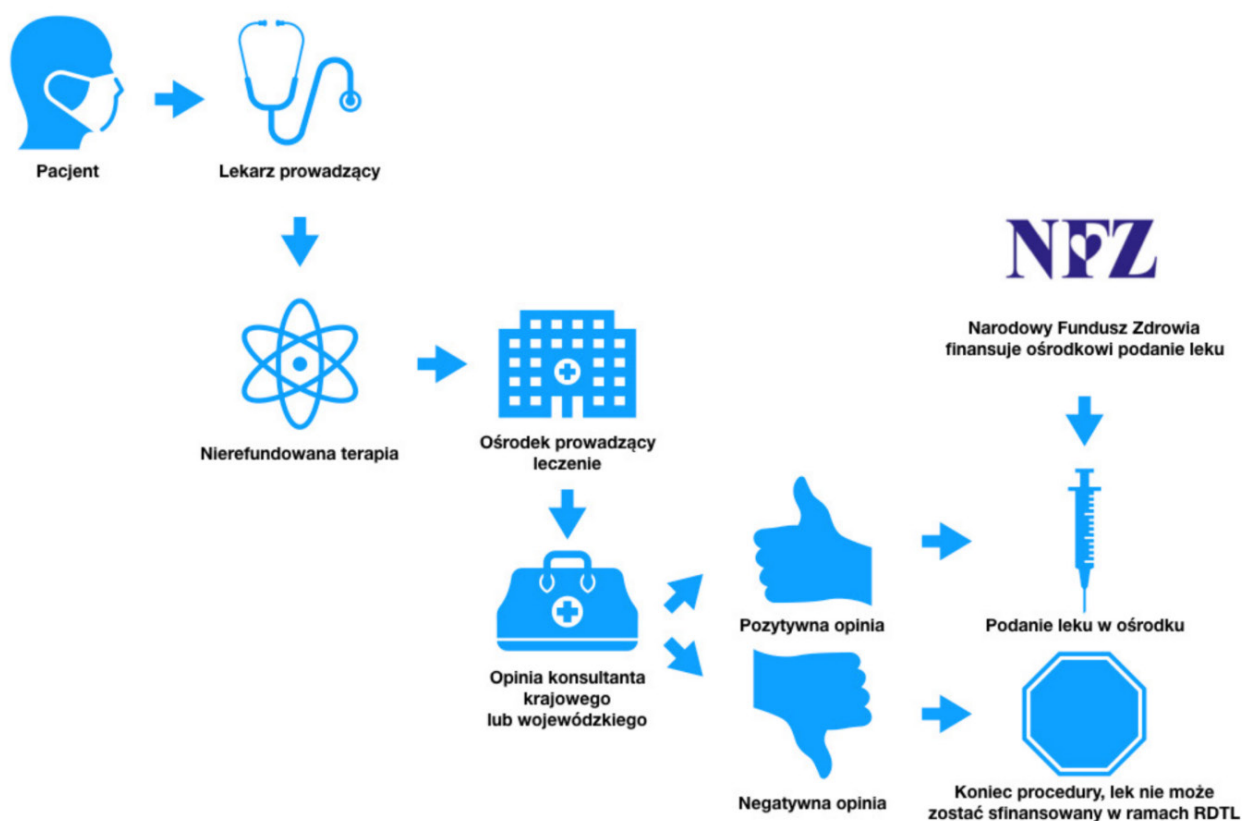 Pacjent
Lekarz prowadzący
NFZ
Narodowy Fundusz Zdrowia
finansuje ośrodkowi podanie leku
Nierefundowana terapia
Ośrodek prowadzący
leczenie
Opinia konsultanta
krajowego
lub wojewódzkiego
Pozytywna opinia
Podanie leku w ośrodku
Negatywna opinia
Koniec procedury, lek nie może
zostać sfinansowany w ramach RDTL